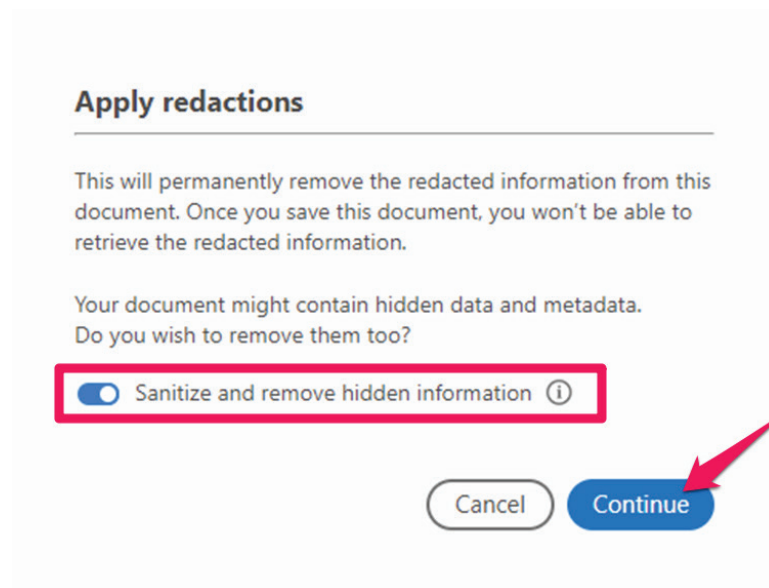 Apply redactions
This will permanently remove the redacted information from this
document. Once you save this document, you won't be able to
retrieve the redacted information.
Your document might contain hidden data and metadata.
Do you wish to remove them too?
Sanitize and remove hidden information
Cancel
Continue